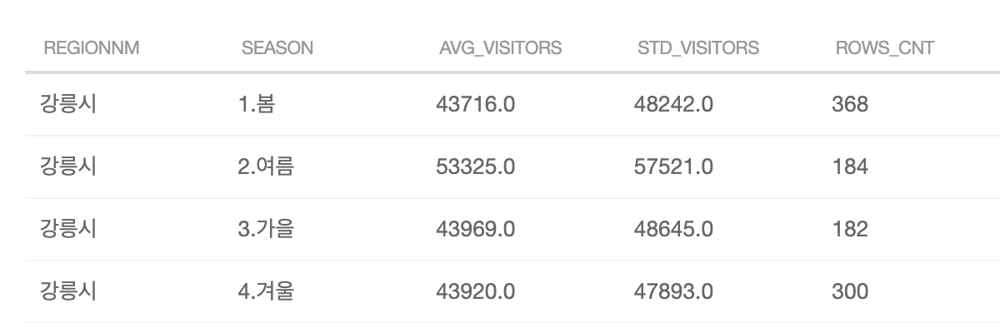 REGIONNM SEASON AVG_VISITORS STD_VISITORS ROWS_CNT
강릉시 1.봄 43716.0 48242.0 368
강릉시 2.여름 53325.0 57521.0 184
강릉시 3.가을 43969.0 48645.0 182
강릉시 4.겨울 43920.0 47893.0 300